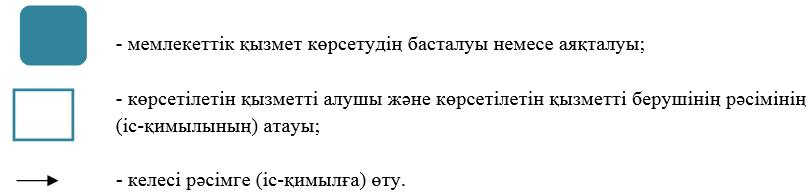 - мемлекеттік қызмет көрсетудің басталуы немесе аяқталуы;
- көрсетілетін қызметті алушы және көрсетілетін қызметті берушінің рәсімінің
(іс-қимылының) атауы;
- келесі рәсімге (іс-қимылға) өту.